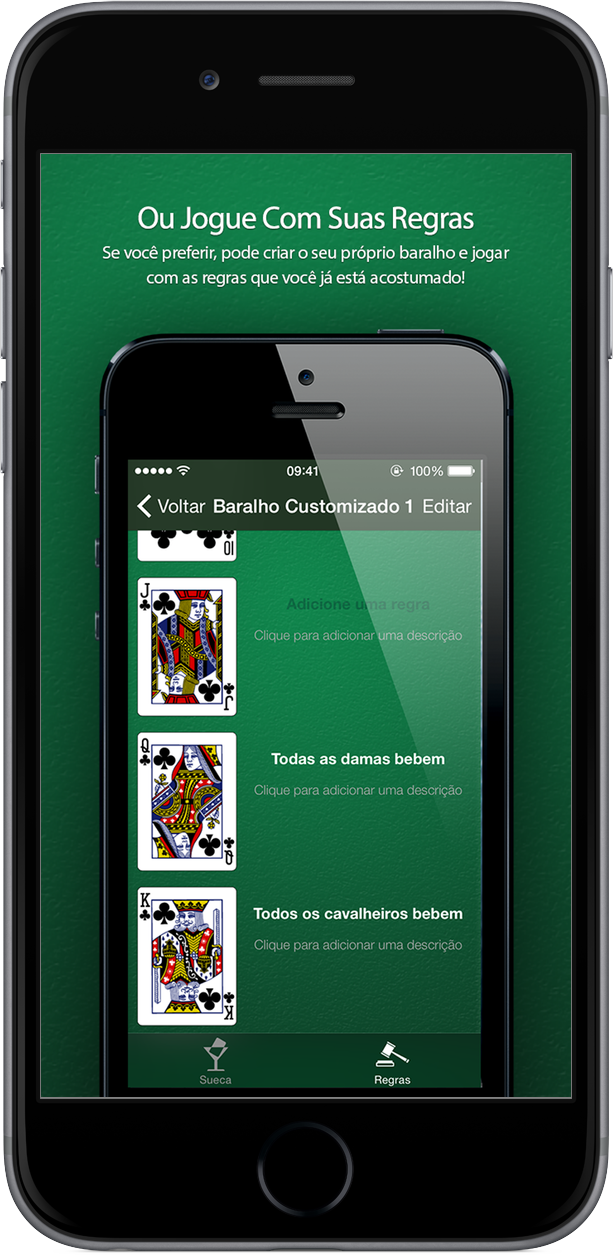 Ou Jogue Com Suas Regras
Se você preferir, pode criar o seu próprio baralho e jogar
com as regras que você já está acostumado!
09:41
100%
Voltar Baralho Customizado 1 Editar
10
J
Adicione uma regra
Clique para adicionar uma descrição
J
Q
Todas as damas bebem
Clique para adicionar uma descrição
Q
K
Todos os cavalheiros bebem
Clique para adicionar uma descrição
K
Sueca
Regras